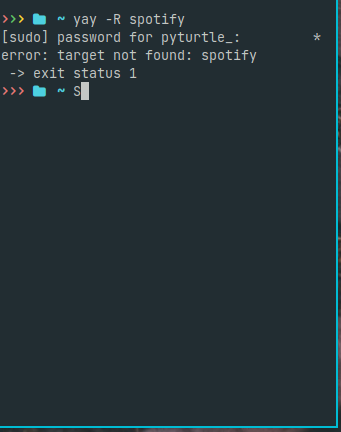 >>> ~ yay -R spotify
[sudo] password for pyturtle_: *
error: target not found: spotify
 -> exit status 1
>>> ~ S